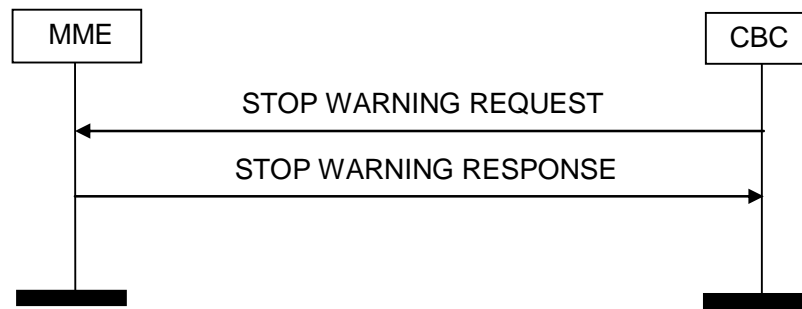 MME
CBC
STOP WARNING REQUEST
STOP WARNING RESPONSE